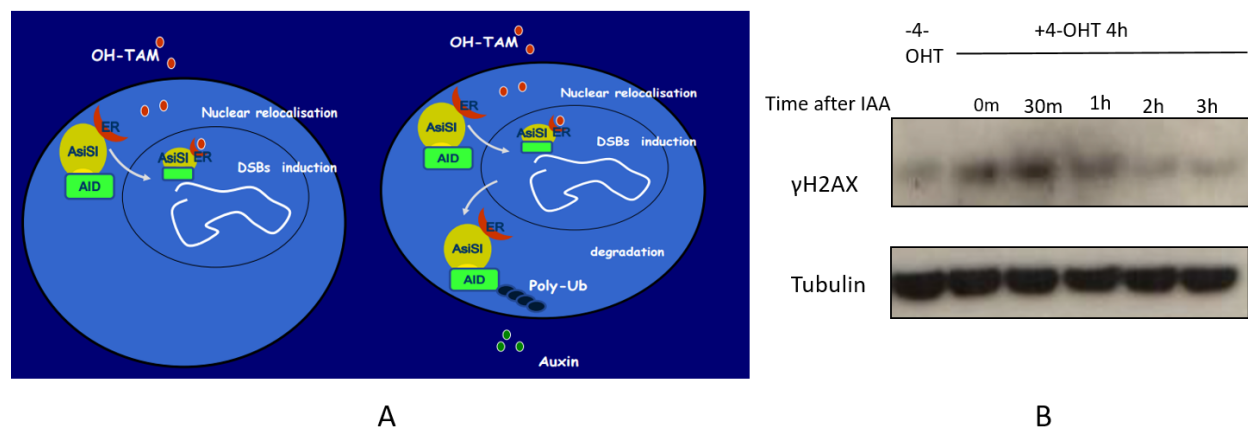 OH-TAM
Nuclear relocalisation
ER
AsiSI
AID
AsiSI ER
DSBs induction
OH-TAM
Nuclear relocalisation
ER
AsiSI
AID
AsiSI ER
DSBs induction
ER
AsiSI
AID
degradation
Poly-Ub
Auxin
A
-4-
OHT
+4-OHT 4h
Time after IAA
0m 30m 1h 2h 3h
γH2AX
Tubulin
B